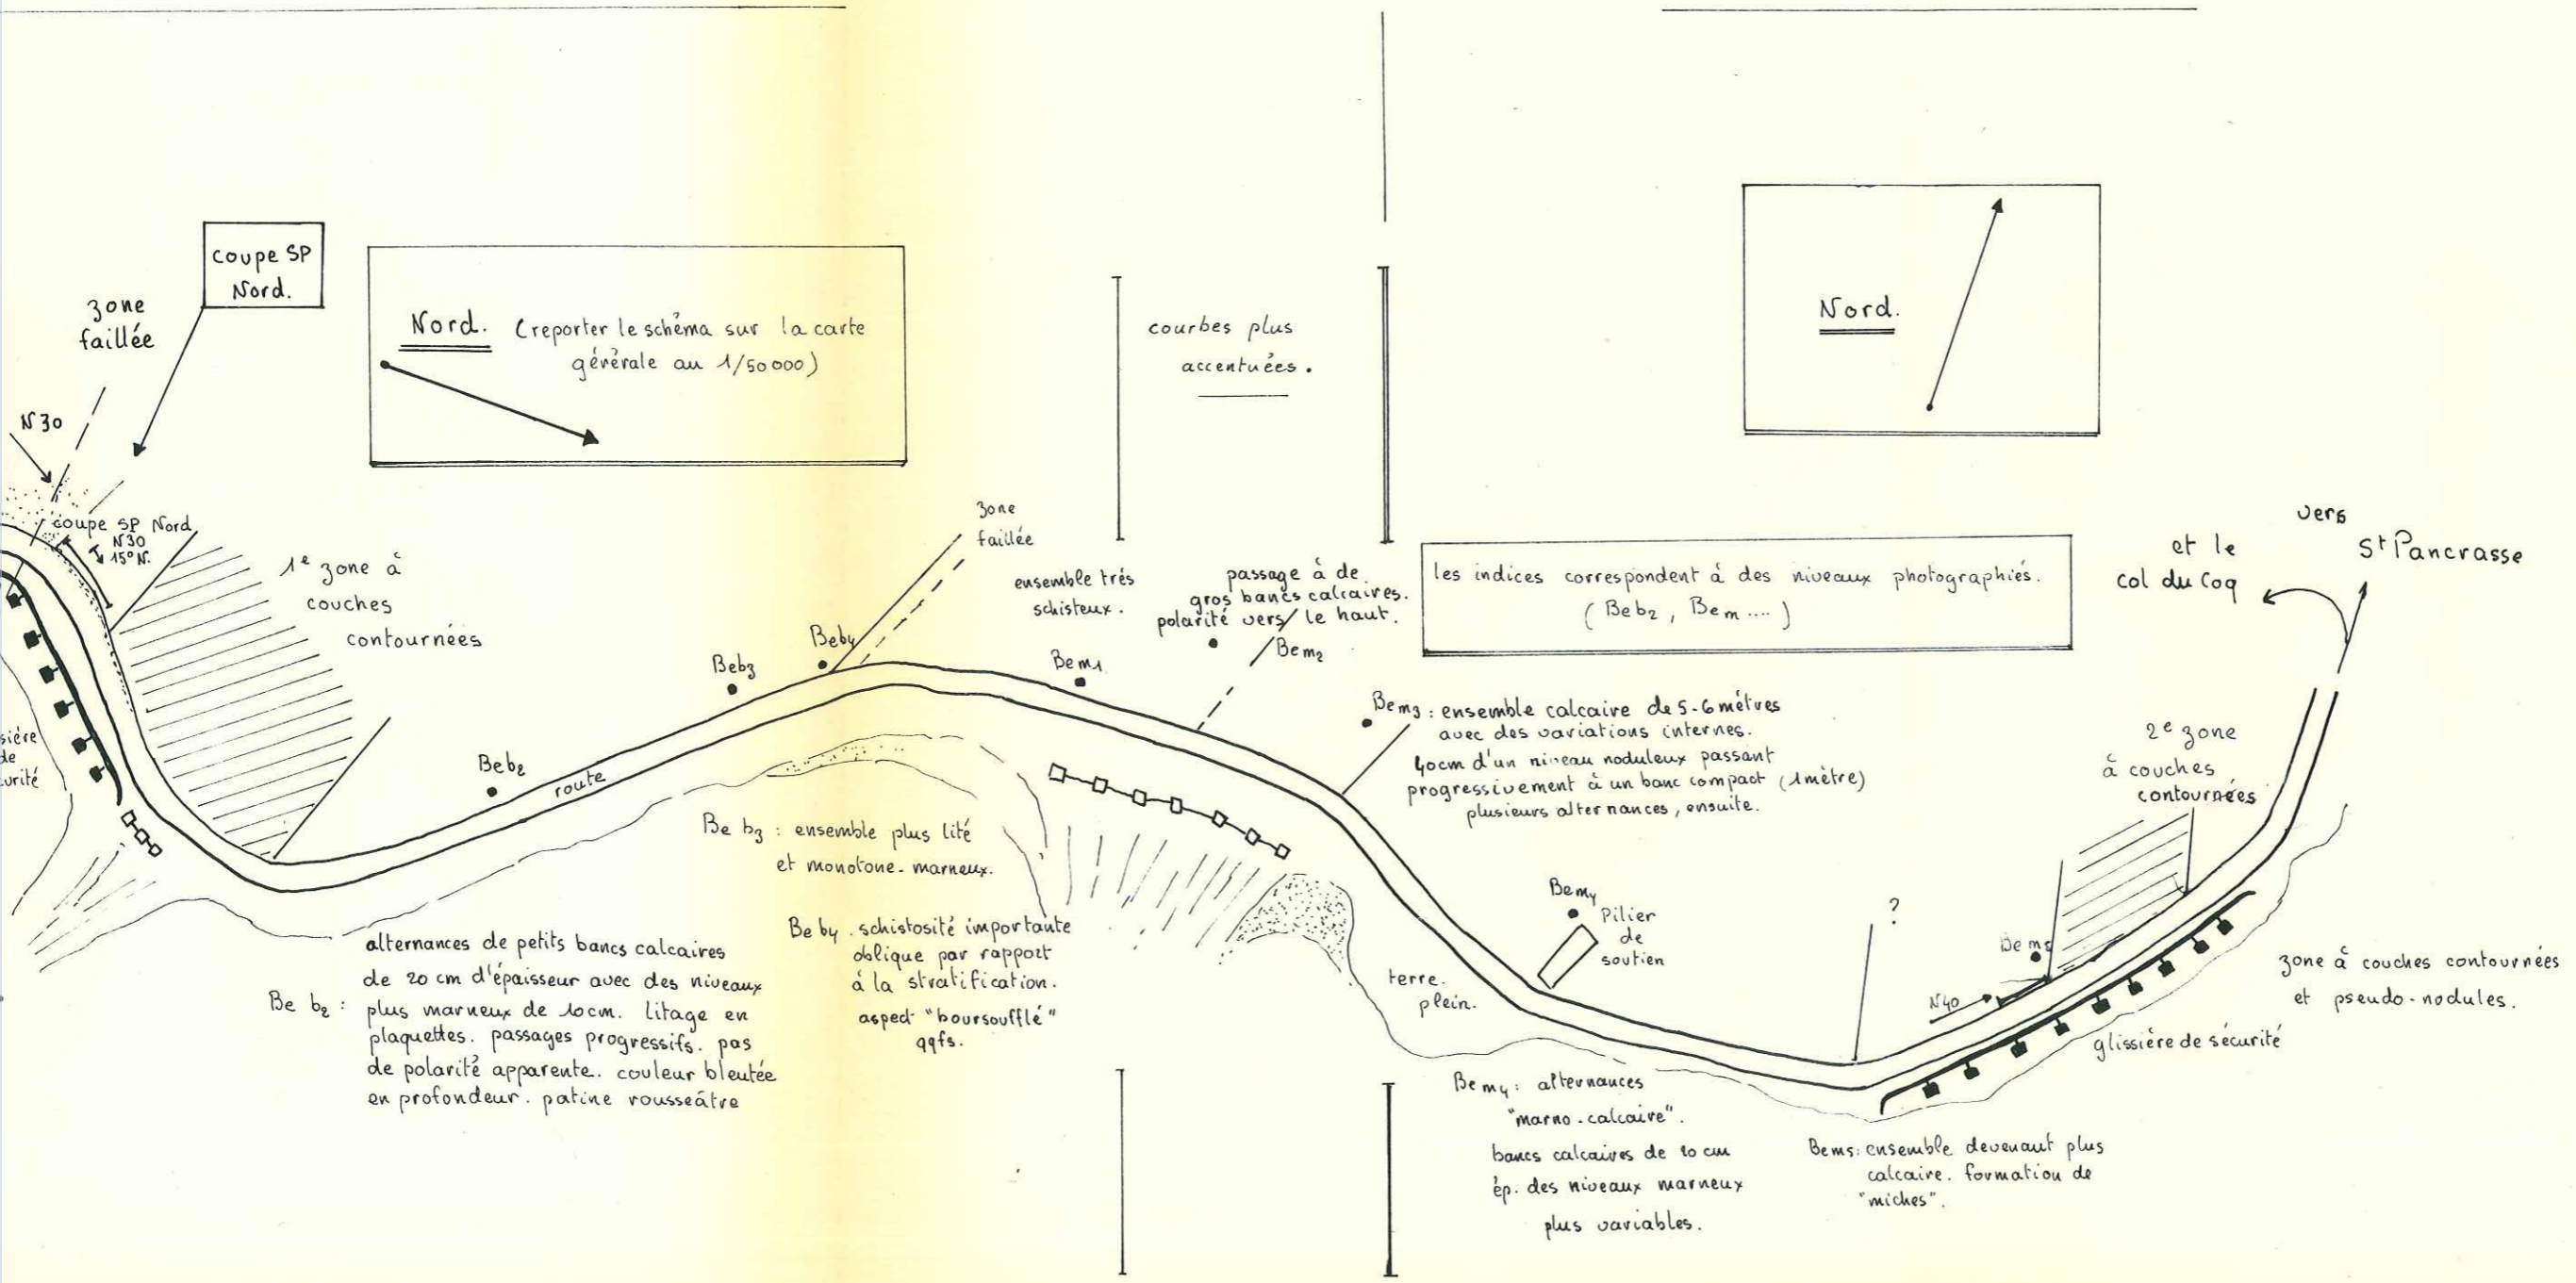 coupe SP
Nord.
zone
faillée
N30
Nord. (reporter le schéma sur la carte
générale au 1/50000)
courbes plus
accentuées.
Nord.
coupe SP Nord
N30
15°N.
1e zone à
couches
contournées
zone
faillée
ensemble trés
schisteux.
passage à de
gros bancs calcaires.
polarité vers le haut.
les indices correspondent à des niveaux photographiés.
(Beb2, Bem....)
vers
St Pancrasse
et le
col du Coq
Beb2
Beb3
Beb4
Bem1
Bem2
route
de
Bem3 : ensemble calcaire de 5-6 mètres
avec des variations internes.
40cm d'un niveau noduleux passant
progressivement à un banc compact (1mètre)
plusieurs alternances, ensuite.
2e zone
à couches
contournées
Be b3 : ensemble plus lité
et monotone - marneux.
Be b4 . schistosité importante
oblique par rapport
à la stratification.
aspect "boursoufflé"
qqfs.
alternances de petits bancs calcaires
de 20 cm d'épaisseur avec des niveaux
Be b2 : plus marneux de 10cm. litage en
plaquettes. passages progressifs. pas
de polarité apparente. couleur bleutée
en profondeur. patine rousseâtre
Bem4
Pilier
de
soutien
terre.
plein.
?
Bem5
N40
zone à couches contournées
et pseudo-nodules.
glissière de sécurité
Bem4 : alternances
"marno-calcaire".
bancs calcaires de 20 cm
ép. des niveaux marneux
plus variables.
Bem5: ensemble devenant plus
calcaire. formation de
"miches".